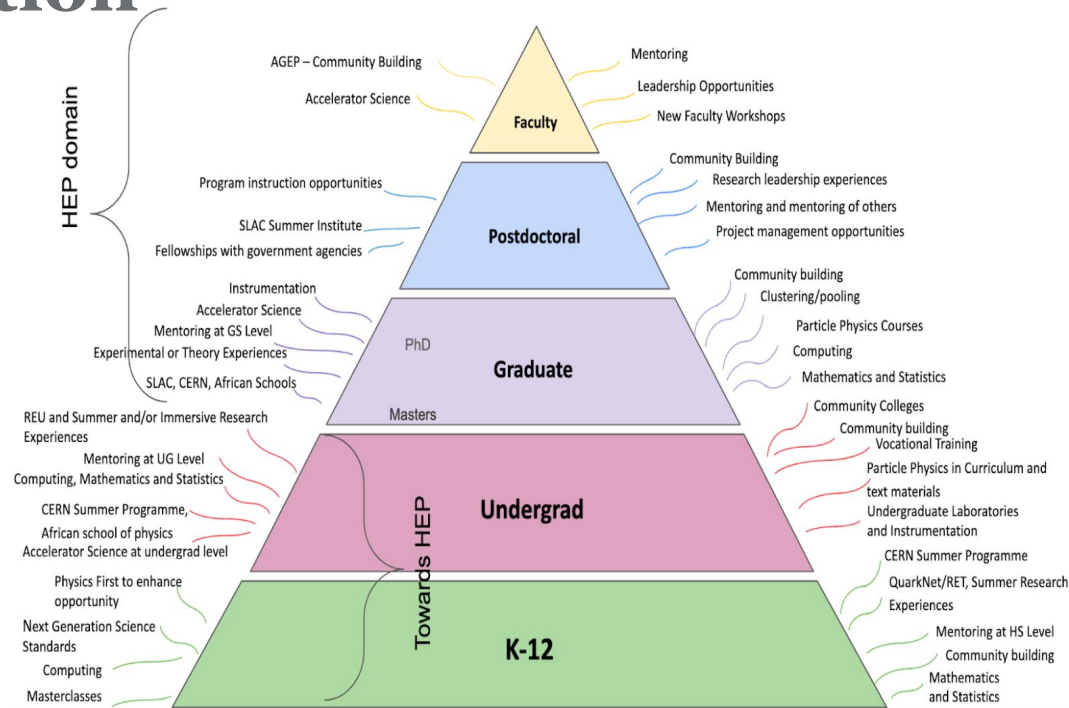 tion
AGEP – Community Building
Accelerator Science
Mentoring
Leadership Opportunities
New Faculty Workshops
Faculty
HEP domain
Program instruction opportunities
SLAC Summer Institute
Fellowships with government agencies
Community Building
Research leadership experiences
Mentoring and mentoring of others
Project management opportunities
Postdoctoral
Instrumentation
Accelerator Science
Mentoring at GS Level
Experimental or Theory Experiences
SLAC, CERN, African Schools
Community building
Clustering/pooling
Particle Physics Courses
Computing
Mathematics and Statistics
PhD
Graduate
Masters
REU and Summer and/or Immersive Research
Experiences
Mentoring at UG Level
Computing, Mathematics and Statistics
CERN Summer Programme,
African school of physics
Accelerator Science at undergrad level
Community Colleges
Community building
Vocational Training
Particle Physics in Curriculum and
text materials
Undergraduate Laboratories
and Instrumentation
Undergrad
Towards HEP
Physics First to enhance
opportunity
Next Generation Science
Standards
Computing
Masterclasses
CERN Summer Programme
QuarkNet/RET, Summer Research
Experiences
Mentoring at HS Level
Community building
Mathematics
and Statistics
K-12